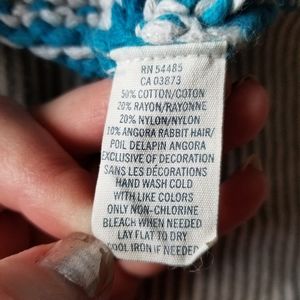 RN 54485
CA 03873
50% COTTON/COTON
20% RAYON/RAYONNE
20% NYLON/NYLON
10% ANGORA RABBIT HAIR/
POIL DELAPIN ANGORA
EXCLUSIVE OF DECORATION
SANS LES DÉCORATIONS
HAND WASH COLD
WITH LIKE COLORS
ONLY NON-CHLORINE
BLEACH WHEN NEEDED
LAY FLAT TO DRY
COOL IRON IF NEEDED